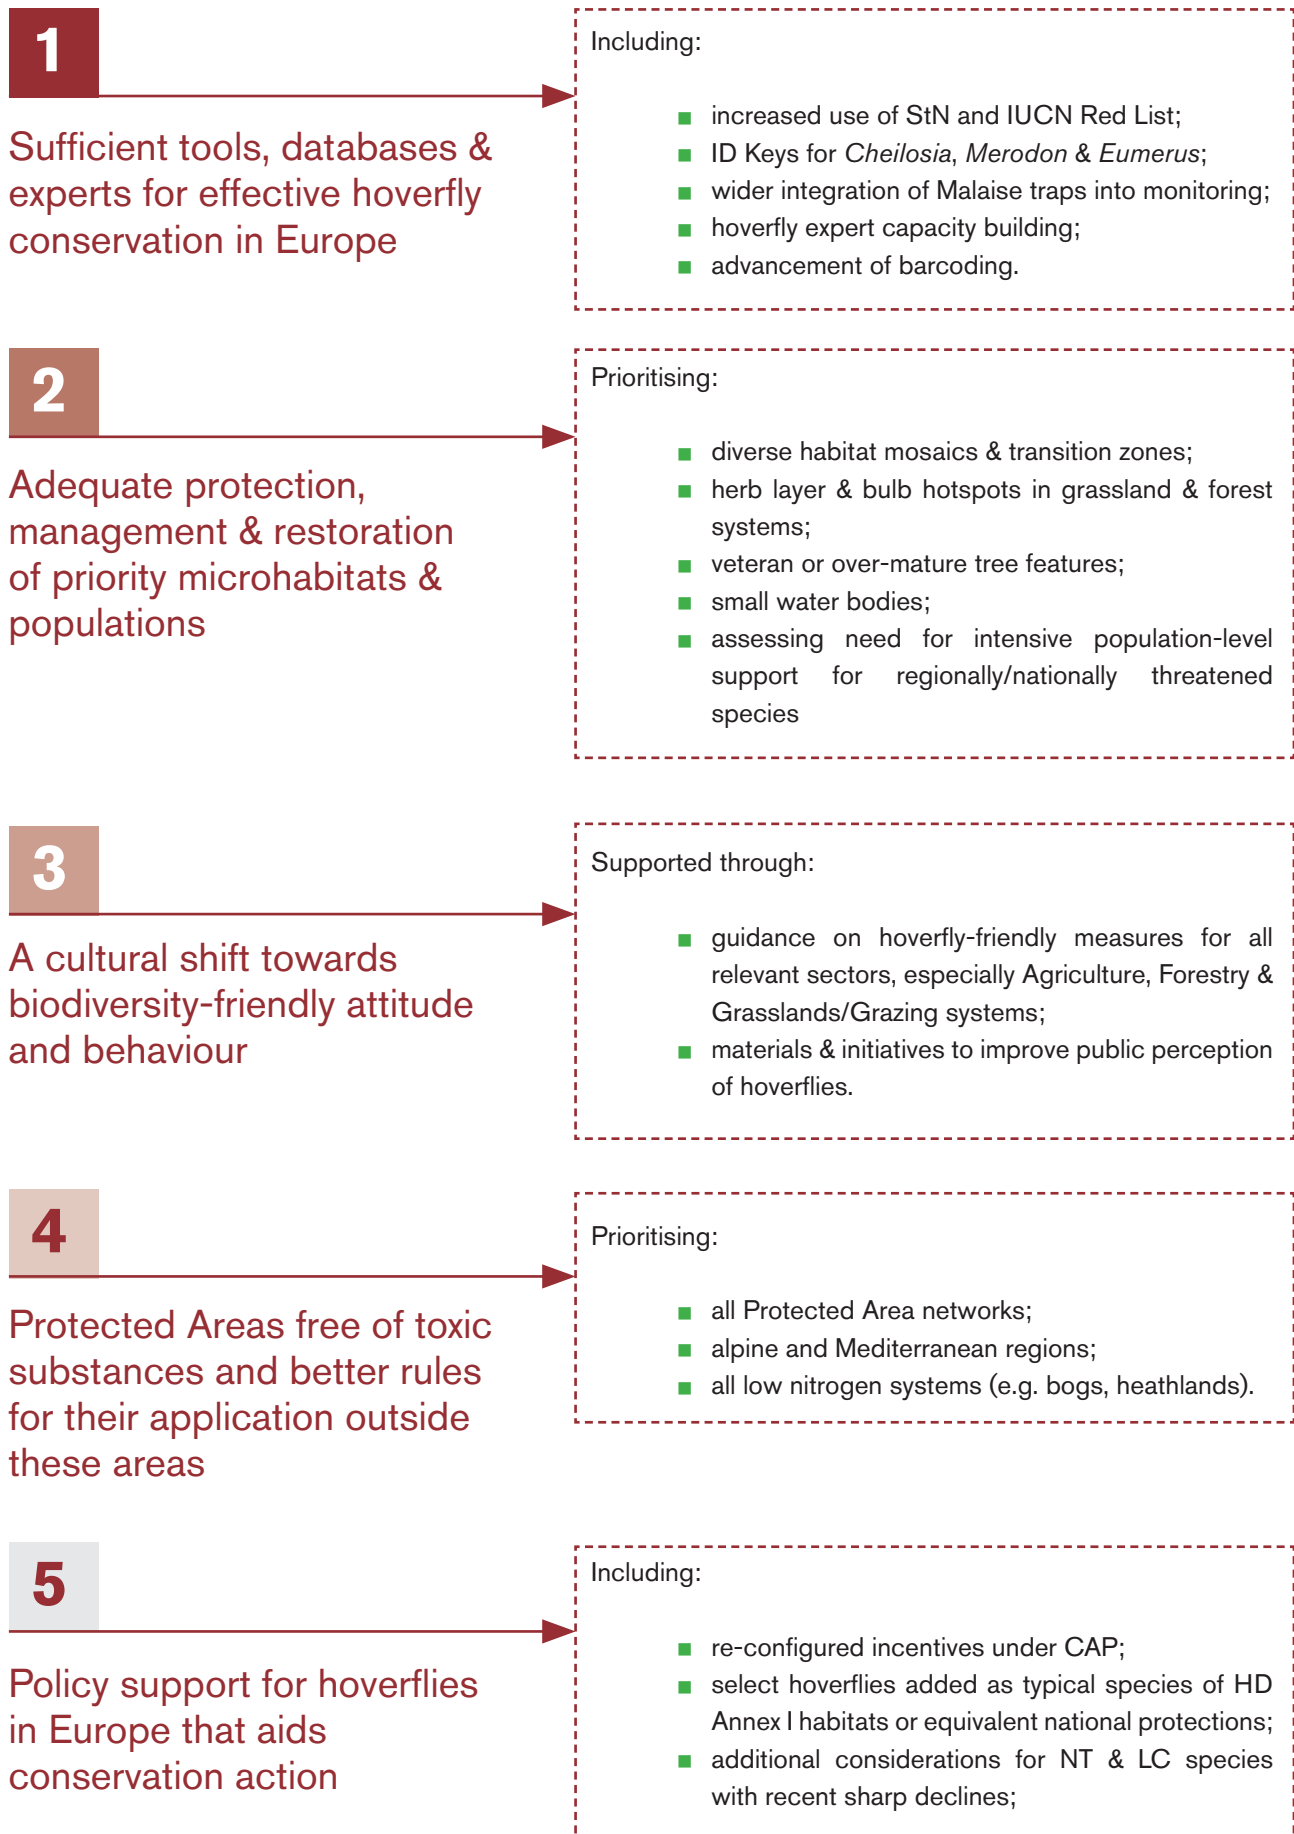 1
Sufficient tools, databases &
experts for effective hoverfly
conservation in Europe
Including:
■ increased use of StN and IUCN Red List;
■ ID Keys for Cheilosia, Merodon & Eumerus;
■ wider integration of Malaise traps into monitoring;
■ hoverfly expert capacity building;
■ advancement of barcoding.
2
Adequate protection,
management & restoration
of priority microhabitats &
populations
Prioritising:
■ diverse habitat mosaics & transition zones;
■ herb layer & bulb hotspots in grassland & forest
systems;
■ veteran or over-mature tree features;
■ small water bodies;
■ assessing need for intensive population-level
support for regionally/nationally threatened
species
3
A cultural shift towards
biodiversity-friendly attitude
and behaviour
Supported through:
■ guidance on hoverfly-friendly measures for all
relevant sectors, especially Agriculture, Forestry &
Grasslands/Grazing systems;
■ materials & initiatives to improve public perception
of hoverflies.
4
Protected Areas free of toxic
substances and better rules
for their application outside
these areas
Prioritising:
■ all Protected Area networks;
■ alpine and Mediterranean regions;
■ all low nitrogen systems (e.g. bogs, heathlands).
5
Policy support for hoverflies
in Europe that aids
conservation action
Including:
■ re-configured incentives under CAP;
■ select hoverflies added as typical species of HD
Annex I habitats or equivalent national protections;
■ additional considerations for NT & LC species
with recent sharp declines;